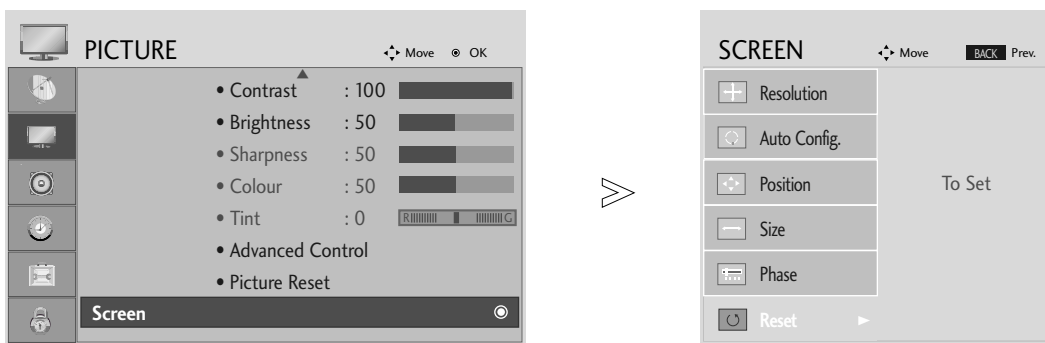 PICTURE Move OK
• Contrast : 100
• Brightness : 50
• Sharpness : 50
• Colour : 50
• Tint : 0 R G
• Advanced Control
• Picture Reset
Screen
SCREEN Move BACK Prev.
Resolution
Auto Config.
Position
Size
Phase
Reset
To Set